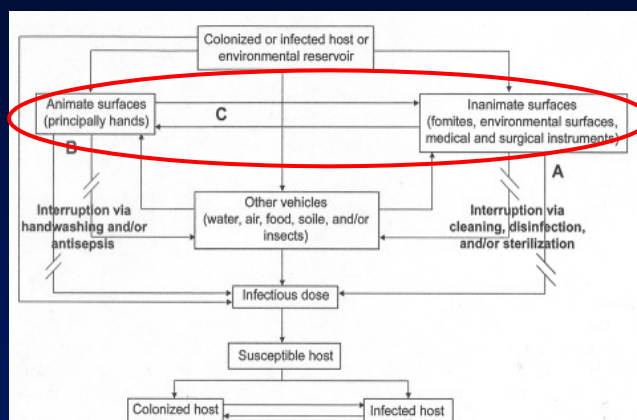 Colonized or infected host or
environmental reservoir
Animate surfaces
(principally hands)
C
Inanimate surfaces
(fomites, environmental surfaces,
medical and surgical instruments)
B
A
Other vehicles
(water, air, food, soile, and/or
insects)
Interruption via
handwashing and/or
antisepsis
Interruption via
cleaning, disinfection,
and/or sterilization
Infectious dose
Susceptible host
Colonized host
Infected host